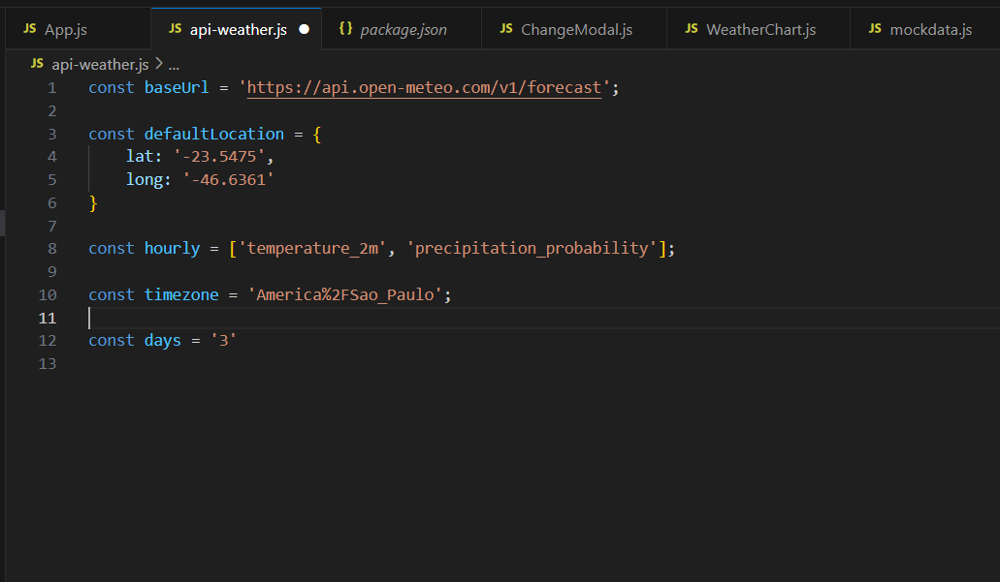 JS App.js JS api-weather.js ● {} package.json JS ChangeModal.js JS WeatherChart.js JS mockdata.js
JS api-weather.js > ...
1 const baseUrl = 'https://api.open-meteo.com/v1/forecast';
2
3 const defaultLocation = {
4     lat: '-23.5475',
5     long: '-46.6361'
6 }
7
8 const hourly = ['temperature_2m', 'precipitation_probability'];
9
10 const timezone = 'America%2FSao_Paulo';
11
12 const days = '3'
13